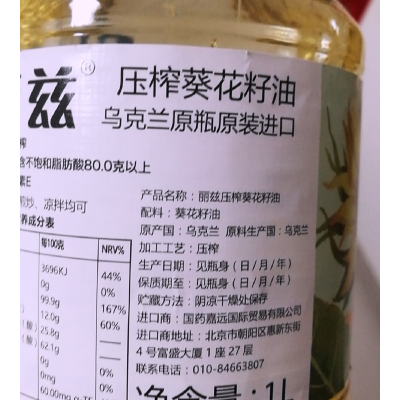 兹®
压榨葵花籽油
乌克兰原瓶原装进口
榨
含不饱和脂肪酸80.0克以上
素E
煎炒、凉拌均可
养成分表
每100克 NRV%
3696KJ 44%
0g 0%
99.9g 167%
12.0g 60%
25.8g
62.1g
0g 0%
0mg 0%
60.00mg α-TE
产品名称：丽兹压榨葵花籽油
配料：葵花籽油
原产国：乌克兰 原料生产国：乌克兰
加工工艺：压榨
生产日期：见瓶身（日/月/年）
保质期至：见瓶身（日/月/年）
贮藏方法：阴凉干燥处保存
进口商：国药嘉远国际贸易有限公司
进口商地址：北京市朝阳区惠新东街
4号富盛大厦1座27层
联系电话：010-84663807
净含量：1L